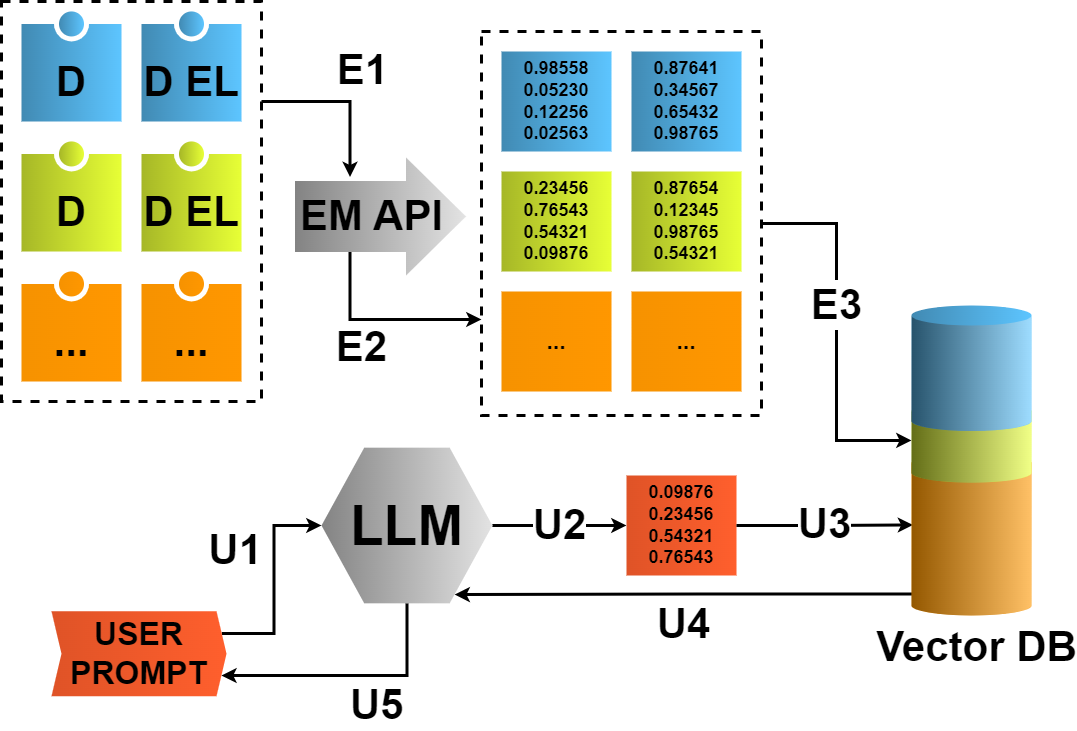 D
D EL
D
D EL
...
...
E1
EM API
E2
0.98558
0.05230
0.12256
0.02563
0.87641
0.34567
0.65432
0.98765
0.23456
0.76543
0.54321
0.09876
0.87654
0.12345
0.98765
0.54321
...
...
E3
Vector DB
USER
PROMPT
U1
LLM
U2
0.09876
0.23456
0.54321
0.76543
U3
U4
U5